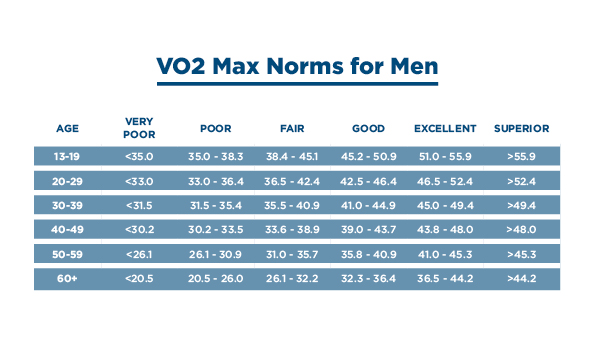 VO2 Max Norms for Men
AGE VERY POOR POOR FAIR GOOD EXCELLENT SUPERIOR
13-19 <35.0 35.0 - 38.3 38.4 - 45.1 45.2 - 50.9 51.0 - 55.9 >55.9
20-29 <33.0 33.0 - 36.4 36.5 - 42.4 42.5 - 46.4 46.5 - 52.4 >52.4
30-39 <31.5 31.5 - 35.4 35.5 - 40.9 41.0 - 44.9 45.0 - 49.4 >49.4
40-49 <30.2 30.2 - 33.5 33.6 - 38.9 39.0 - 43.7 43.8 - 48.0 >48.0
50-59 <26.1 26.1 - 30.9 31.0 - 35.7 35.8 - 40.9 41.0 - 45.3 >45.3
60+ <20.5 20.5 - 26.0 26.1 - 32.2 32.3 - 36.4 36.5 - 44.2 >44.2